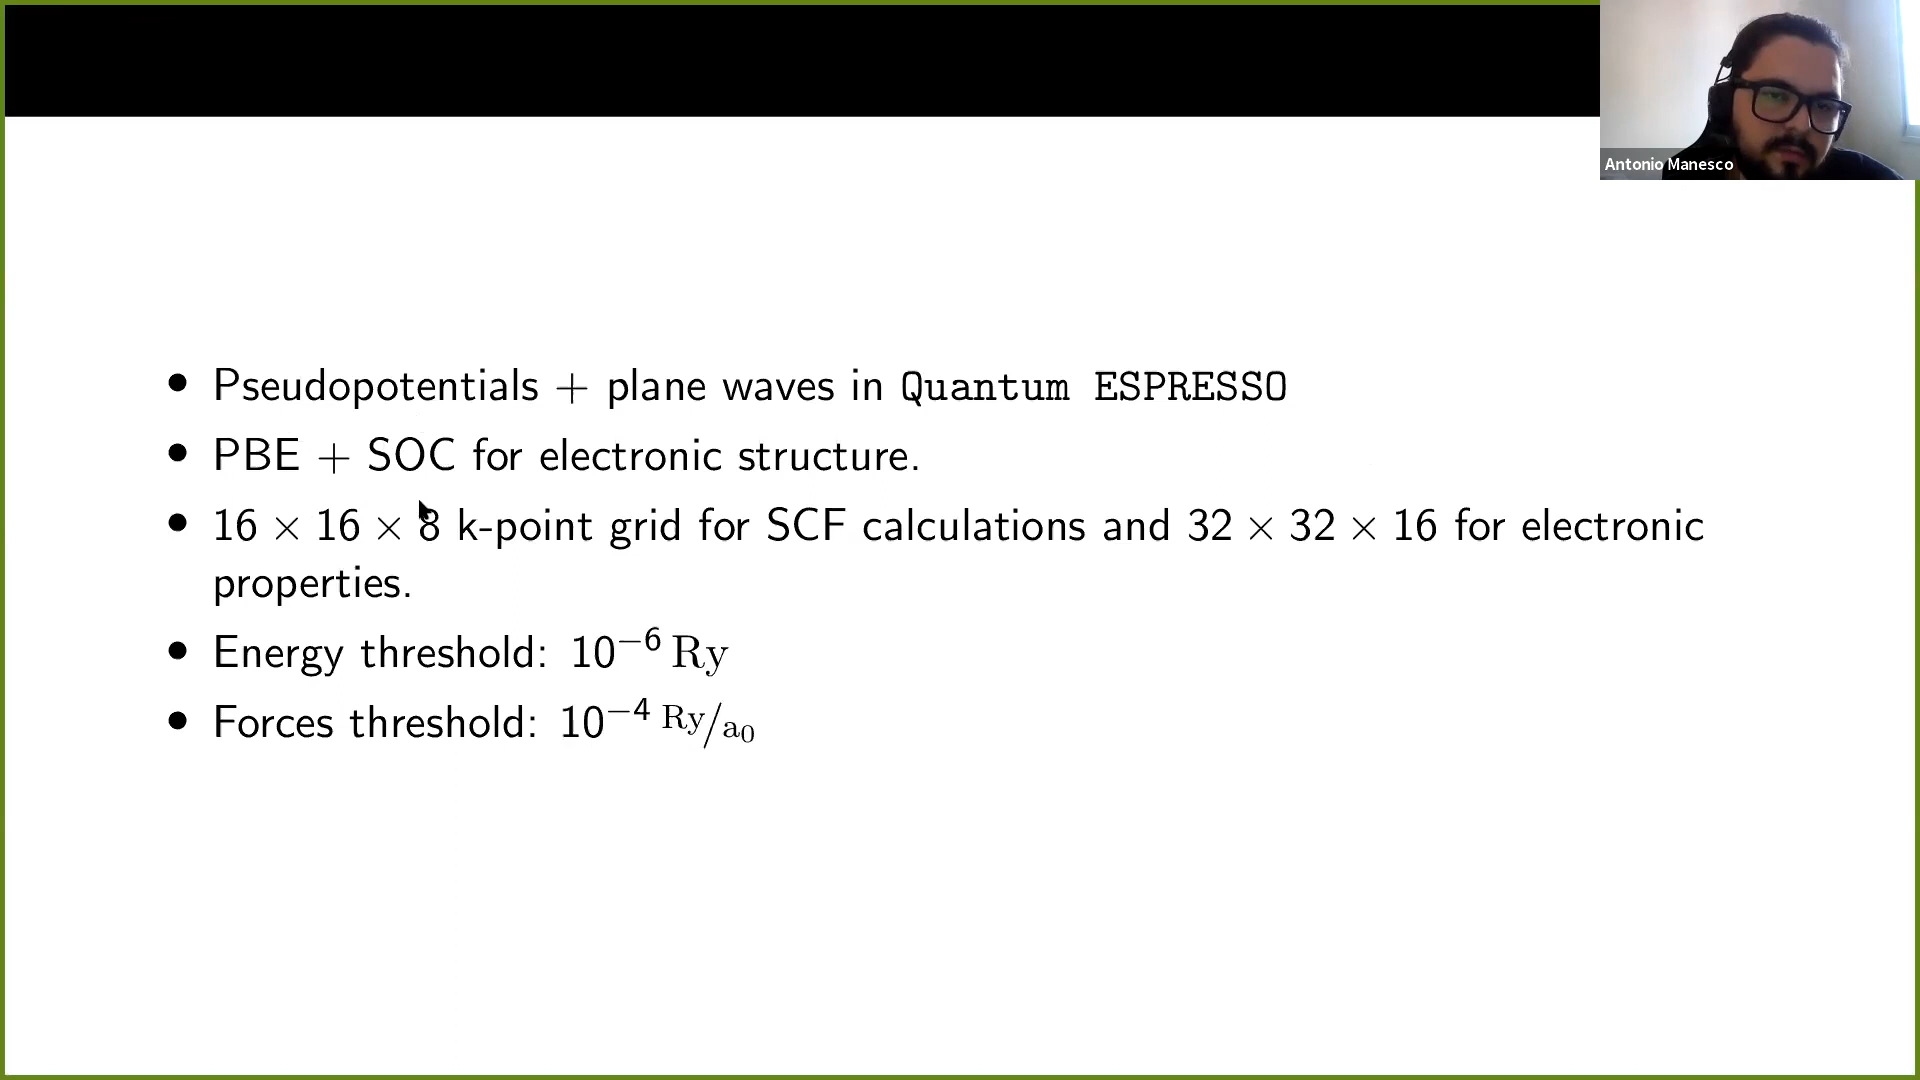 Antonio Manesco
• Pseudopotentials + plane waves in Quantum ESPRESSO
• PBE + SOC for electronic structure.
• 16 × 16 × 8 k-point grid for SCF calculations and 32 × 32 × 16 for electronic
properties.
• Energy threshold: 10⁻⁶ Ry
• Forces threshold: 10⁻⁴ Ry/a₀